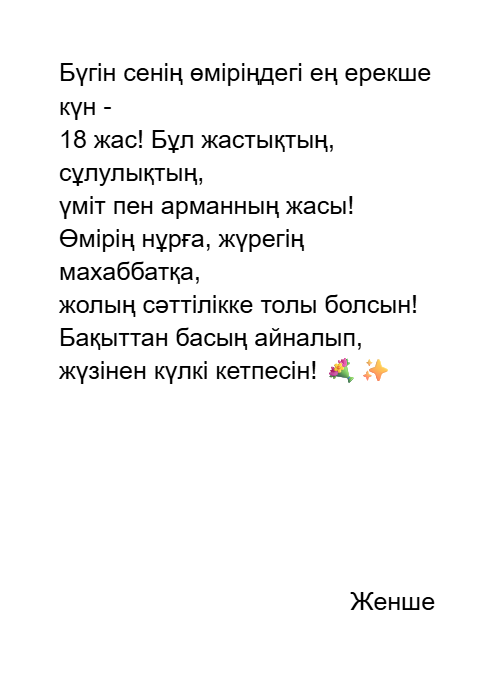 Бүгін сенің өміріңдегі ең ерекше
күн -
18 жас! Бұл жастықтың,
сұлулықтың,
үміт пен арманның жасы!
Өмірің нұрға, жүрегің
махаббатқа,
жолың сәттілікке толы болсын!
Бақыттан басың айналып,
жүзінен күлкі кетпесін! 💐✨
Женше